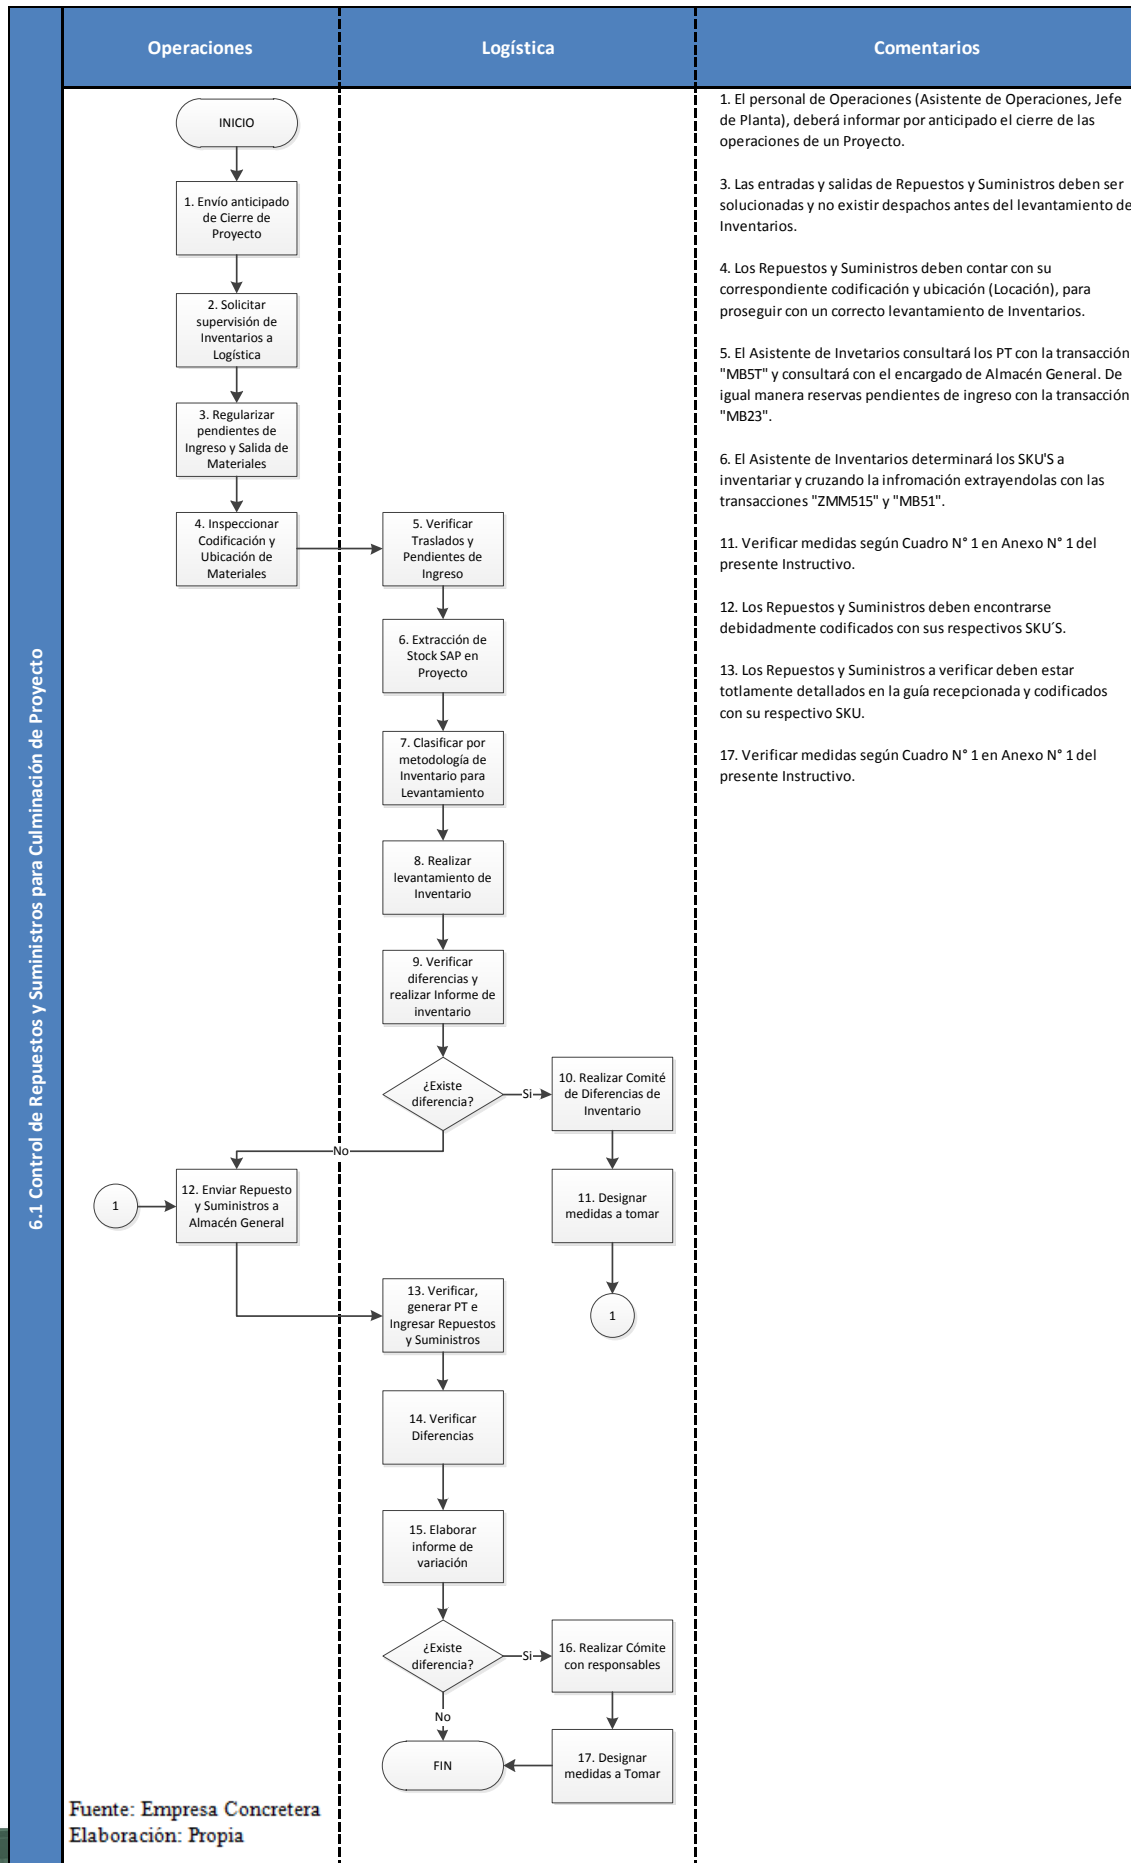 6.1 Control de Repuestos y Suministros para Culminación de Proyecto
Operaciones
Logística
Comentarios
INICIO
1. Envío anticipado
de Cierre de
Proyecto
2. Solicitar
supervisión de
Inventarios a
Logística
3. Regularizar
pendientes de
Ingreso y Salida de
Materiales
4. Inspeccionar
Codificación y
Ubicación de
Materiales
5. Verificar
Traslados y
Pendientes de
Ingreso
6. Extracción de
Stock SAP en
Proyecto
7. Clasificar por
metodología de
Inventario para
Levantamiento
8. Realizar
levantamiento de
Inventario
9. Verificar
diferencias y
realizar Informe de
inventario
¿Existe
diferencia?
Si
10. Realizar Comité
de Diferencias de
Inventario
No
11. Designar
medidas a tomar
1
1
12. Enviar Repuesto
y Suministros a
Almacén General
13. Verificar,
generar PT e
Ingresar Repuestos
y Suministros
14. Verificar
Diferencias
15. Elaborar
informe de
variación
¿Existe
diferencia?
Si
16. Realizar Cómite
con responsables
No
17. Designar
medidas a Tomar
FIN
1. El personal de Operaciones (Asistente de Operaciones, Jefe
de Planta), deberá informar por anticipado el cierre de las
operaciones de un Proyecto.
3. Las entradas y salidas de Repuestos y Suministros deben ser
solucionadas y no existir despachos antes del levantamiento de
Inventarios.
4. Los Repuestos y Suministros deben contar con su
correspondiente codificación y ubicación (Locación), para
proseguir con un correcto levantamiento de Inventarios.
5. El Asistente de Invetarios consultará los PT con la transacción
"MB5T" y consultará con el encargado de Almacén General. De
igual manera reservas pendientes de ingreso con la transacción
"MB23".
6. El Asistente de Inventarios determinará los SKU'S a
inventariar y cruzando la infromación extrayendolas con las
transacciones "ZMM515" y "MB51".
11. Verificar medidas según Cuadro N° 1 en Anexo N° 1 del
presente Instructivo.
12. Los Repuestos y Suministros deben encontrarse
debidadmente codificados con sus respectivos SKU´S.
13. Los Repuestos y Suministros a verificar deben estar
totlamente detallados en la guía recepcionada y codificados
con su respectivo SKU.
17. Verificar medidas según Cuadro N° 1 en Anexo N° 1 del
presente Instructivo.
Fuente: Empresa Concretera
Elaboración: Propia